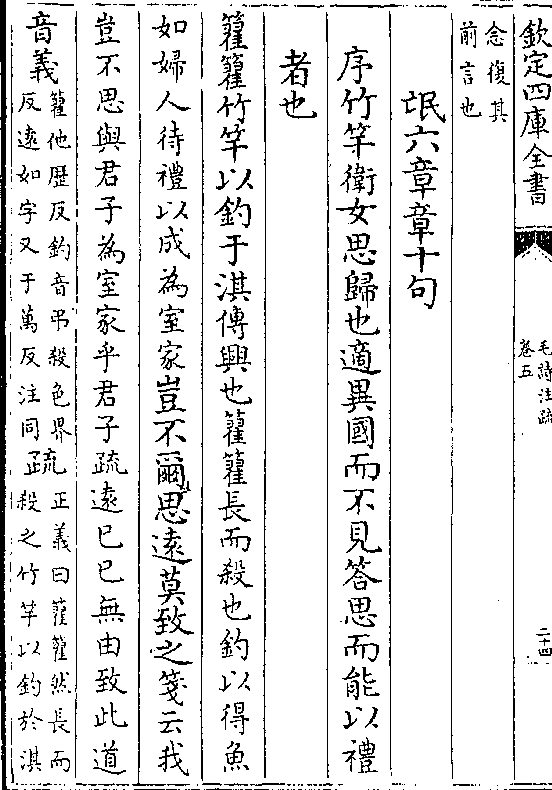 欽定四庫全書
毛詩注疏
卷五
二十四
念復其
前言也
氓六章章十句
序竹竿衛女思歸也適異國而不見答思而能以禮
者也
籊籊竹竿以釣于淇傳興也籊籊長而殺也釣以得魚
如婦人待禮以成為室家豈不爾思遠莫致之箋云我
豈不思與君子為室家乎君子疏遠已已無由致此道
音義
籊他歷反釣音弔殺色界
反遠如字又于萬反注同
疏
正義曰籊籊然長而
殺之竹竿以釣於淇